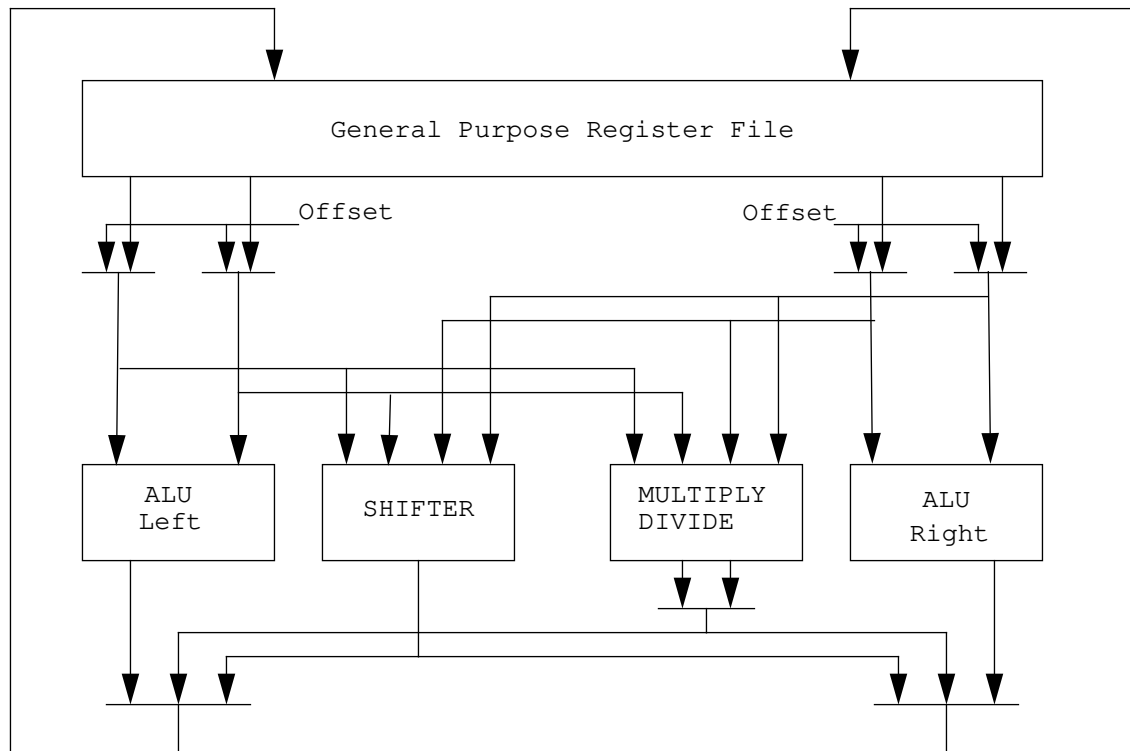 General Purpose Register File
Offset
Offset
ALU
Left
SHIFTER
MULTIPLY
DIVIDE
ALU
Right